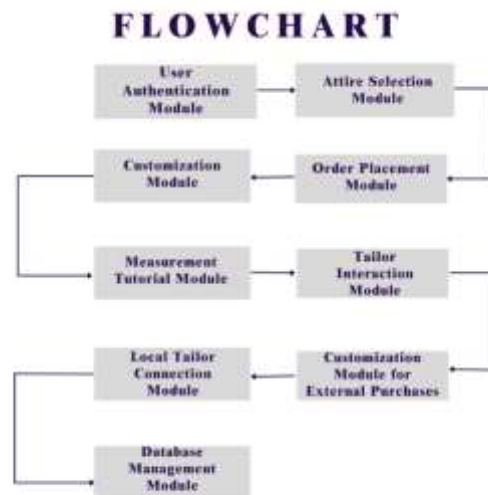 FLOWCHART
User
Authentication
Module
Attire Selection
Module
Customization
Module
Order Placement
Module
Measurement
Tutorial Module
Tailor
Interaction
Module
Local Tailor
Connection
Module
Customization
Module for
External Purchases
Database
Management
Module